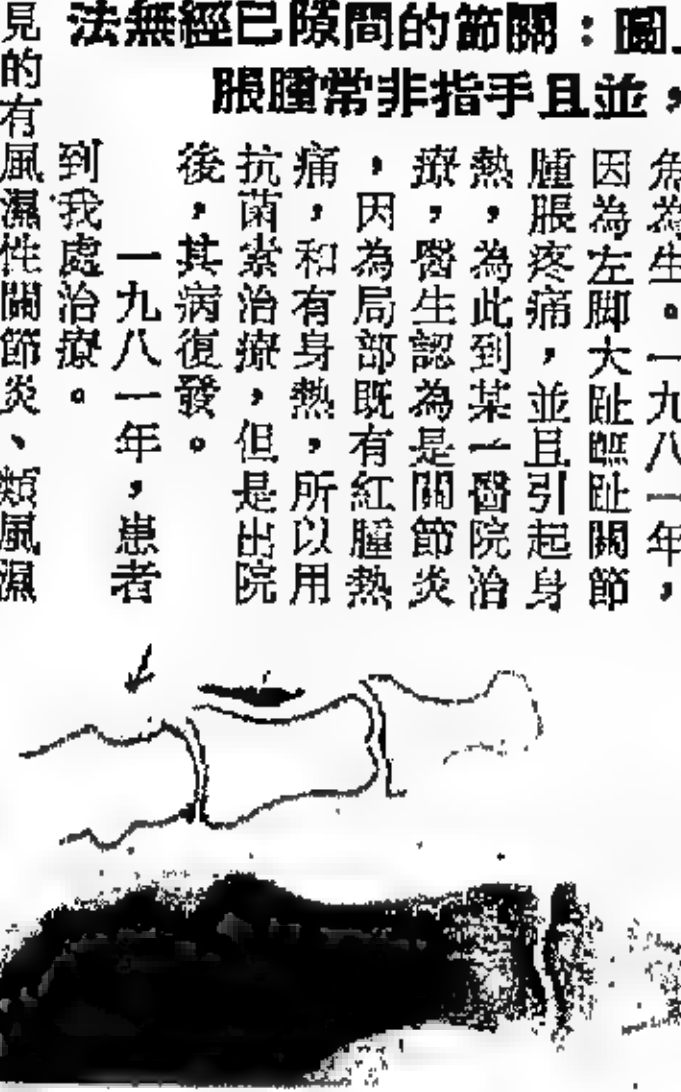 圖：關節的間隙已經無法
，並且手指非常腫脹
魚為生。一九八一年，
因為左脚大趾蹠趾關節
腫脹疼痛，並且引起身
熱，為此到某一醫院治
療，醫生認為是關節炎
，因為局部既有紅腫熱
痛，和有身熱，所以用
抗菌素治療，但是出院
後，其病復發。
一九八一年，患者
到我處治療。
見的有風濕性關節炎、類風濕